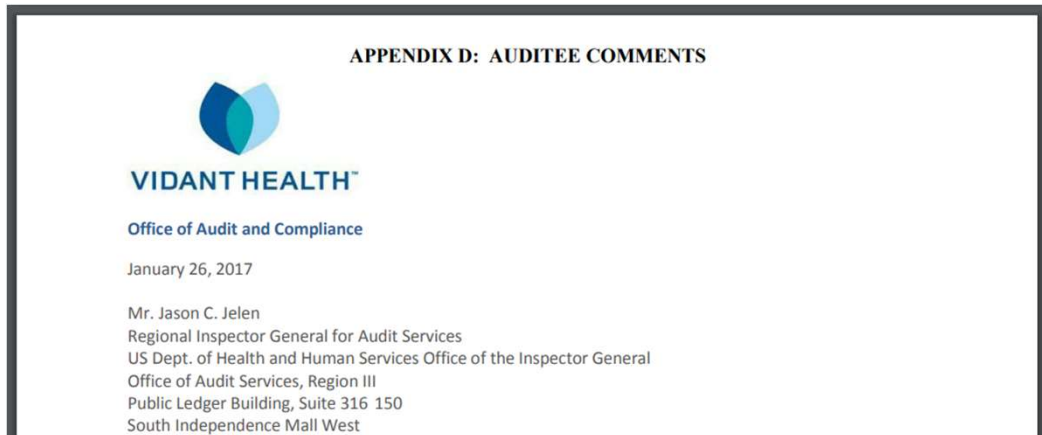 APPENDIX D: AUDITEE COMMENTS
VIDANT HEALTH™
Office of Audit and Compliance
January 26, 2017
Mr. Jason C. Jelen
Regional Inspector General for Audit Services
US Dept. of Health and Human Services Office of the Inspector General
Office of Audit Services, Region III
Public Ledger Building, Suite 316 150
South Independence Mall West